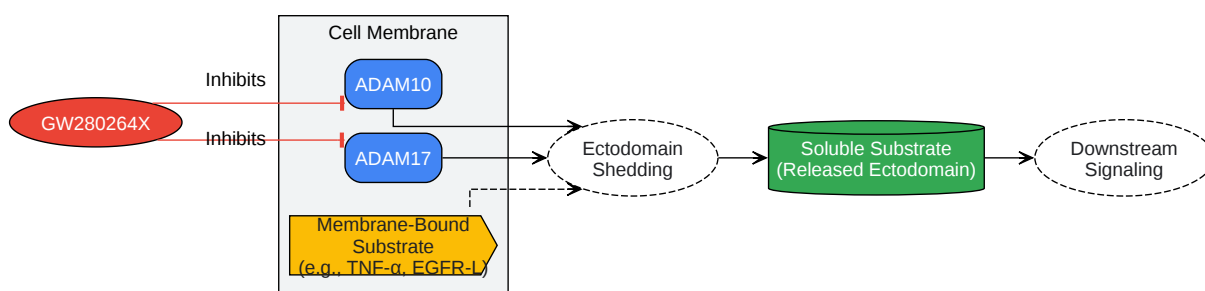 Cell Membrane
Inhibits
ADAM10
GW280264X
Inhibits
ADAM17
Ectodomain
Shedding
Soluble Substrate
(Released Ectodomain)
Downstream
Signaling
Membrane-Bound
Substrate
(e.g., TNF-α, EGFR-L)